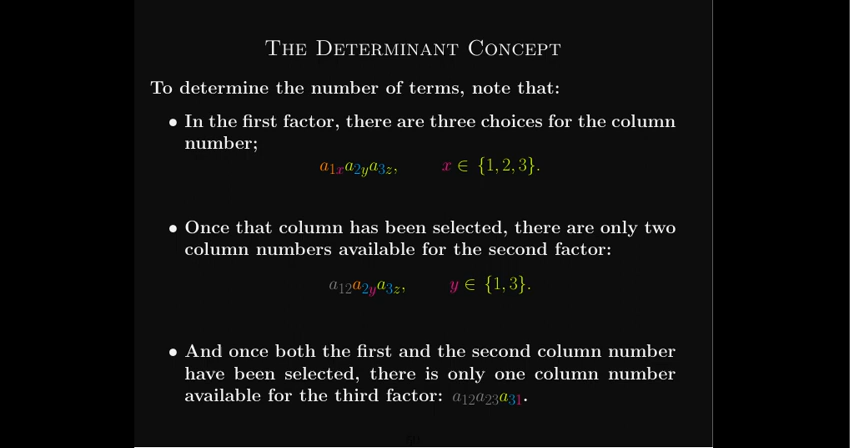 The Determinant Concept
To determine the number of terms, note that:
• In the first factor, there are three choices for the column
number;
a₁ₓa₂ᵧa₃z, x ∈ {1, 2, 3}.
• Once that column has been selected, there are only two
column numbers available for the second factor:
a₁₂a₂ᵧa₃z, y ∈ {1, 3}.
• And once both the first and the second column number
have been selected, there is only one column number
available for the third factor: a₁₂a₂₃a₃₁.